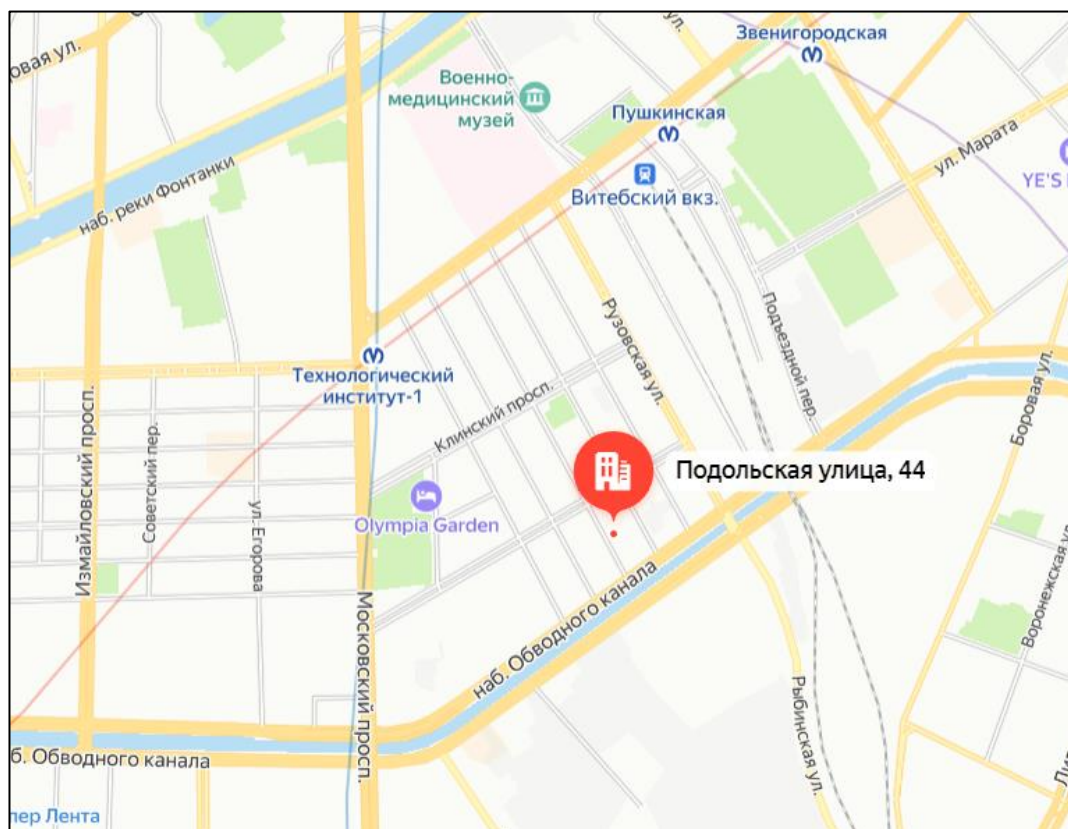 овая ул.
ул.
Звенигородская
Военно-
медицинский
музей
Пушкинская
ул. Марата
YE'S
Витебский вкз.
наб. реки Фонтанки
Рузовская ул.
Подъездной пер.
Технологический
институт-1
Клинский просп.
Боровая ул.
Измайловский просп.
Советский пер.
ул. Егорова
Olympia Garden
Подольская улица, 44
Московский просп.
наб. Обводного канала
Воронежская ул.
Рыбинская ул.
б. Обводного канала
пер Лента